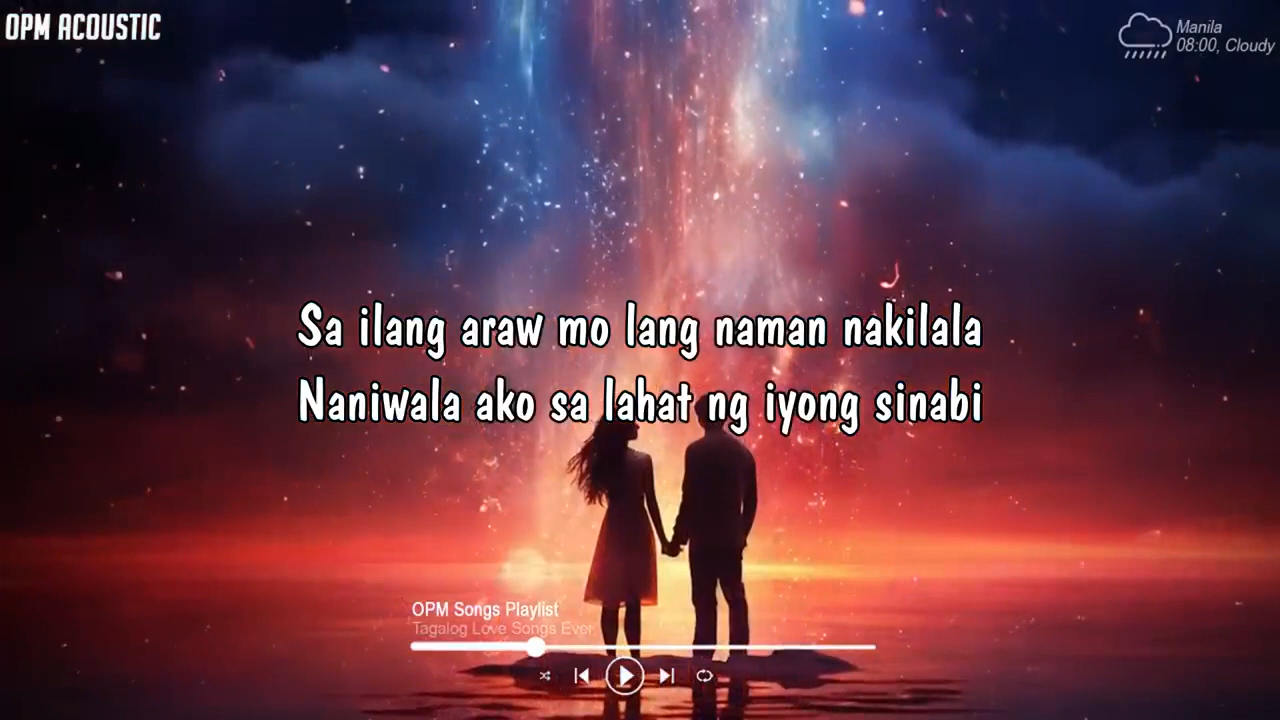 OPM ACOUSTIC
Manila
08:00, Cloudy
Sa ilang araw mo lang naman nakilala
Naniwala ako sa lahat ng iyong sinabi
OPM Songs Playlist
Tagalog Love Songs Ever